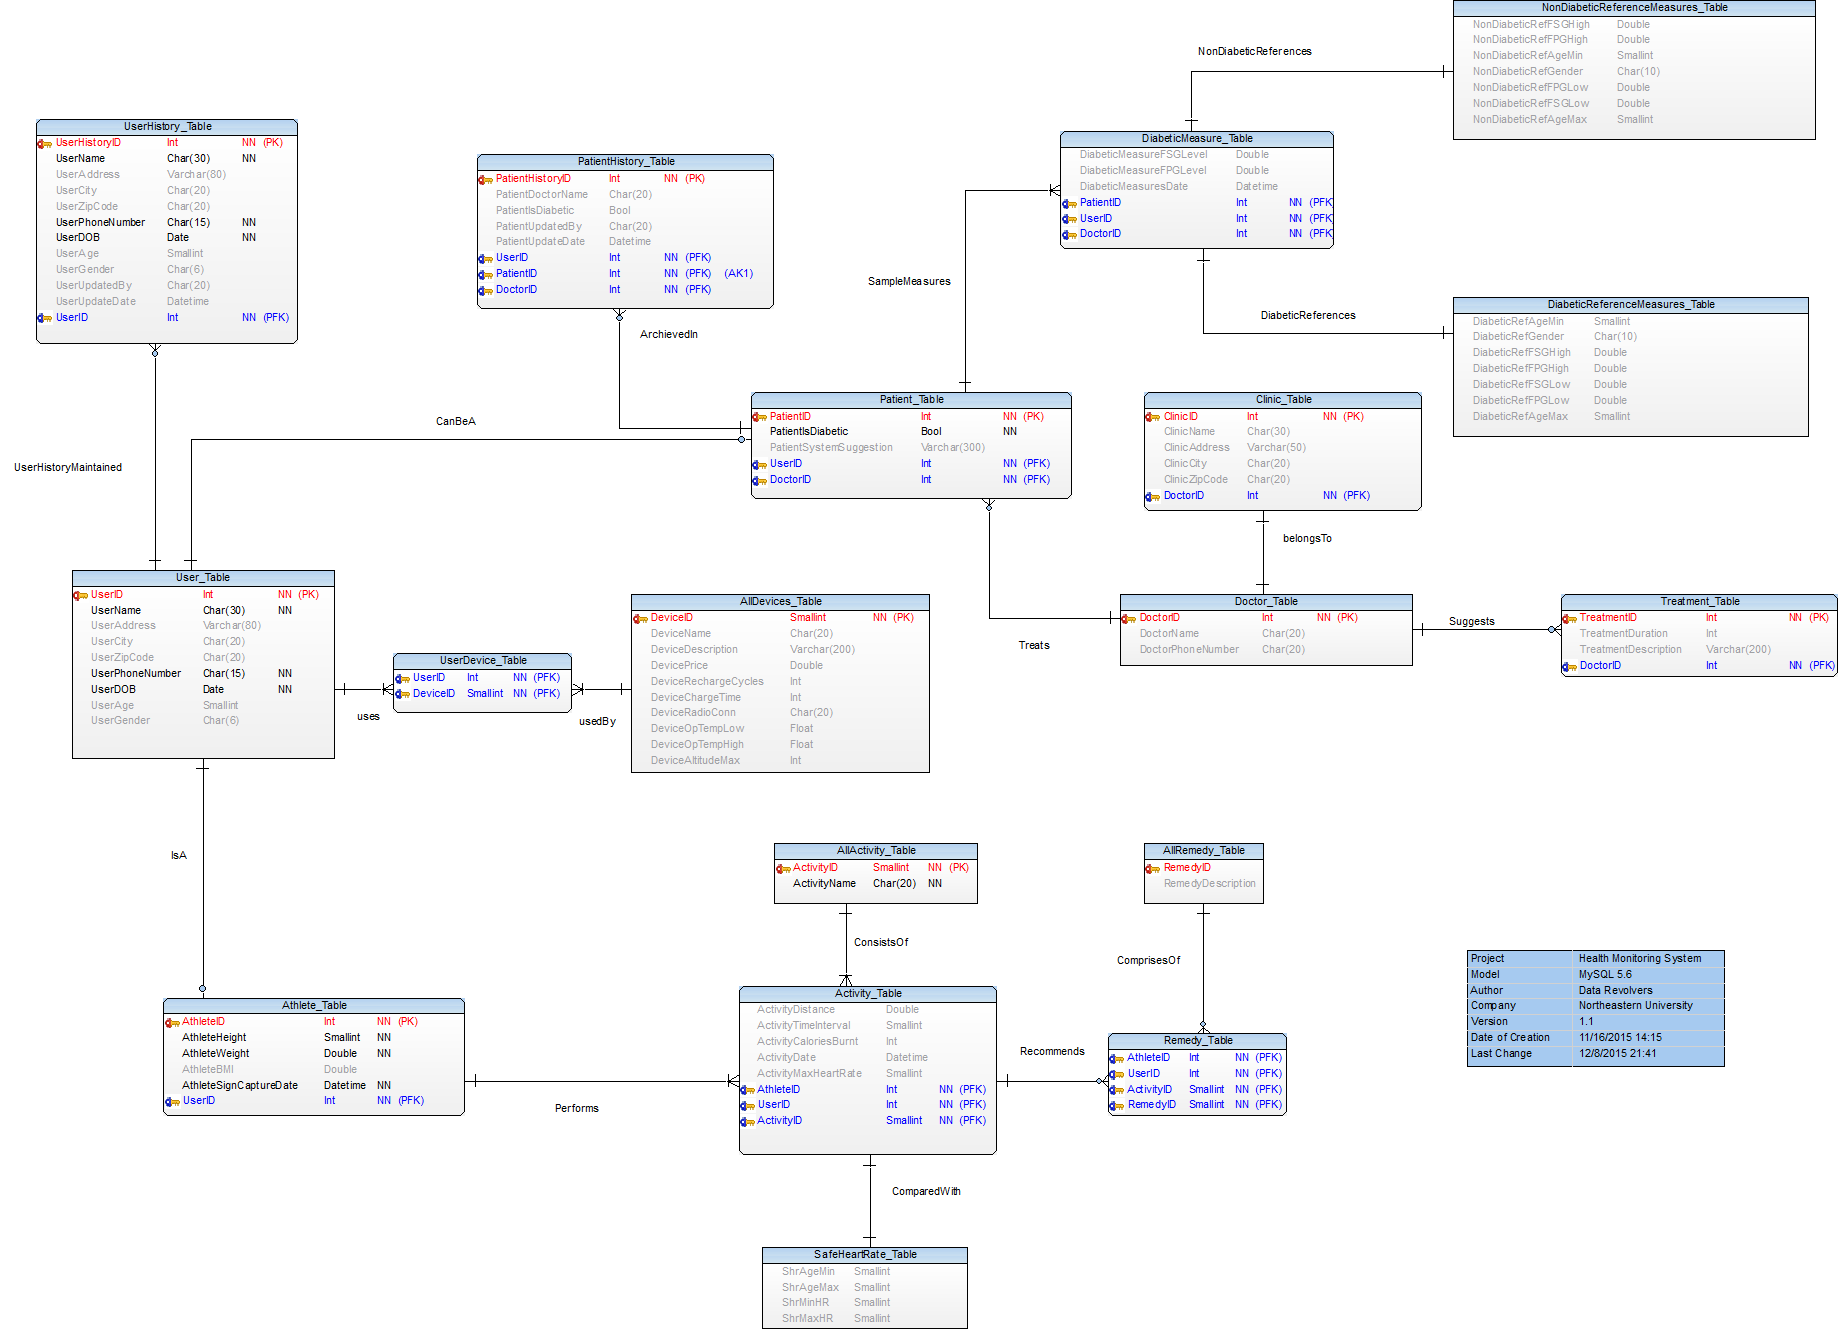 NonDiabeticReferenceMeasures_Table
NonDiabeticRefFSGHigh Double
NonDiabeticRefFPGHigh Double
NonDiabeticRefAgeMin Smallint
NonDiabeticRefGender Char(10)
NonDiabeticRefFPGLow Double
NonDiabeticRefFSGLow Double
NonDiabeticRefAgeMax Smallint
NonDiabeticReferences
UserHistory_Table
UserHistoryID Int NN (PK)
UserName Char(30) NN
UserAddress Varchar(80)
UserCity Char(20)
UserZipCode Char(20)
UserPhoneNumber Char(15) NN
UserDOB Date NN
UserAge Smallint
UserGender Char(6)
UserUpdatedBy Char(20)
UserUpdateDate Datetime
UserID Int NN (PFK)
PatientHistory_Table
PatientHistoryID Int NN (PK)
PatientDoctorName Char(20)
PatientIsDiabetic Bool
PatientUpdatedBy Char(20)
PatientUpdateDate Datetime
UserID Int NN (PFK)
PatientID Int NN (PFK) (AK1)
DoctorID Int NN (PFK)
DiabeticMeasure_Table
DiabeticMeasureFSGLevel Double
DiabeticMeasureFPGLevel Double
DiabeticMeasuresDate Datetime
PatientID Int NN (PFK
UserID Int NN (PFK
DoctorID Int NN (PFK
SampleMeasures
ArchievedIn
DiabeticReferences
DiabeticReferenceMeasures_Table
DiabeticRefAgeMin Smallint
DiabeticRefGender Char(10)
DiabeticRefFSGHigh Double
DiabeticRefFPGHigh Double
DiabeticRefFSGLow Double
DiabeticRefFPGLow Double
DiabeticRefAgeMax Smallint
Patient_Table
PatientID Int NN (PK)
PatientIsDiabetic Bool NN
PatientSystemSuggestion Varchar(300)
UserID Int NN (PFK)
DoctorID Int NN (PFK)
Clinic_Table
ClinicID Int NN (PK)
ClinicName Char(30)
ClinicAddress Varchar(50)
ClinicCity Char(20)
ClinicZipCode Char(20)
DoctorID Int NN (PFK)
CanBeA
UserHistoryMaintained
belongsTo
User_Table
UserID Int NN (PK)
UserName Char(30) NN
UserAddress Varchar(80)
UserCity Char(20)
UserZipCode Char(20)
UserPhoneNumber Char(15) NN
UserDOB Date NN
UserAge Smallint
UserGender Char(6)
UserDevice_Table
UserID Int NN (PFK)
DeviceID Smallint NN (PFK)
uses
usedBy
AllDevices_Table
DeviceID Smallint NN (PK)
DeviceName Char(20)
DeviceDescription Varchar(200)
DevicePrice Double
DeviceRechargeCycles Int
DeviceChargeTime Int
DeviceRadioConn Char(20)
DeviceOpTempLow Float
DeviceOpTempHigh Float
DeviceAltitudeMax Int
Treats
Doctor_Table
DoctorID Int NN (PK)
DoctorName Char(20)
DoctorPhoneNumber Char(20)
Suggests
Treatment_Table
TreatmentID Int NN (PK)
TreatmentDuration Int
TreatmentDescription Varchar(200)
DoctorID Int NN (PFK)
IsA
AllActivity_Table
ActivityID Smallint NN (PK)
ActivityName Char(20) NN
AllRemedy_Table
RemedyID
RemedyDescription
ConsistsOf
ComprisesOf
Athlete_Table
AthleteID Int NN (PK)
AthleteHeight Smallint NN
AthleteWeight Double NN
AthleteBMI Double
AthleteSignCaptureDate Datetime NN
UserID Int NN (PFK)
Performs
Activity_Table
ActivityDistance Double
ActivityTimeInterval Smallint
ActivityCaloriesBurnt Int
ActivityDate Datetime
ActivityMaxHeartRate Smallint
AthleteID Int NN (PFK)
UserID Int NN (PFK)
ActivityID Smallint NN (PFK)
Recommends
Remedy_Table
AthleteID Int NN (PFK)
UserID Int NN (PFK)
ActivityID Smallint NN (PFK)
RemedyID Smallint NN (PFK)
Project Health Monitoring System
Model MySQL 5.6
Author Data Revolvers
Company Northeastern University
Version 1.1
Date of Creation 11/16/2015 14:15
Last Change 12/8/2015 21:41
ComparedWith
SafeHeartRate_Table
ShrAgeMin Smallint
ShrAgeMax Smallint
ShrMinHR Smallint
ShrMaxHR Smallint